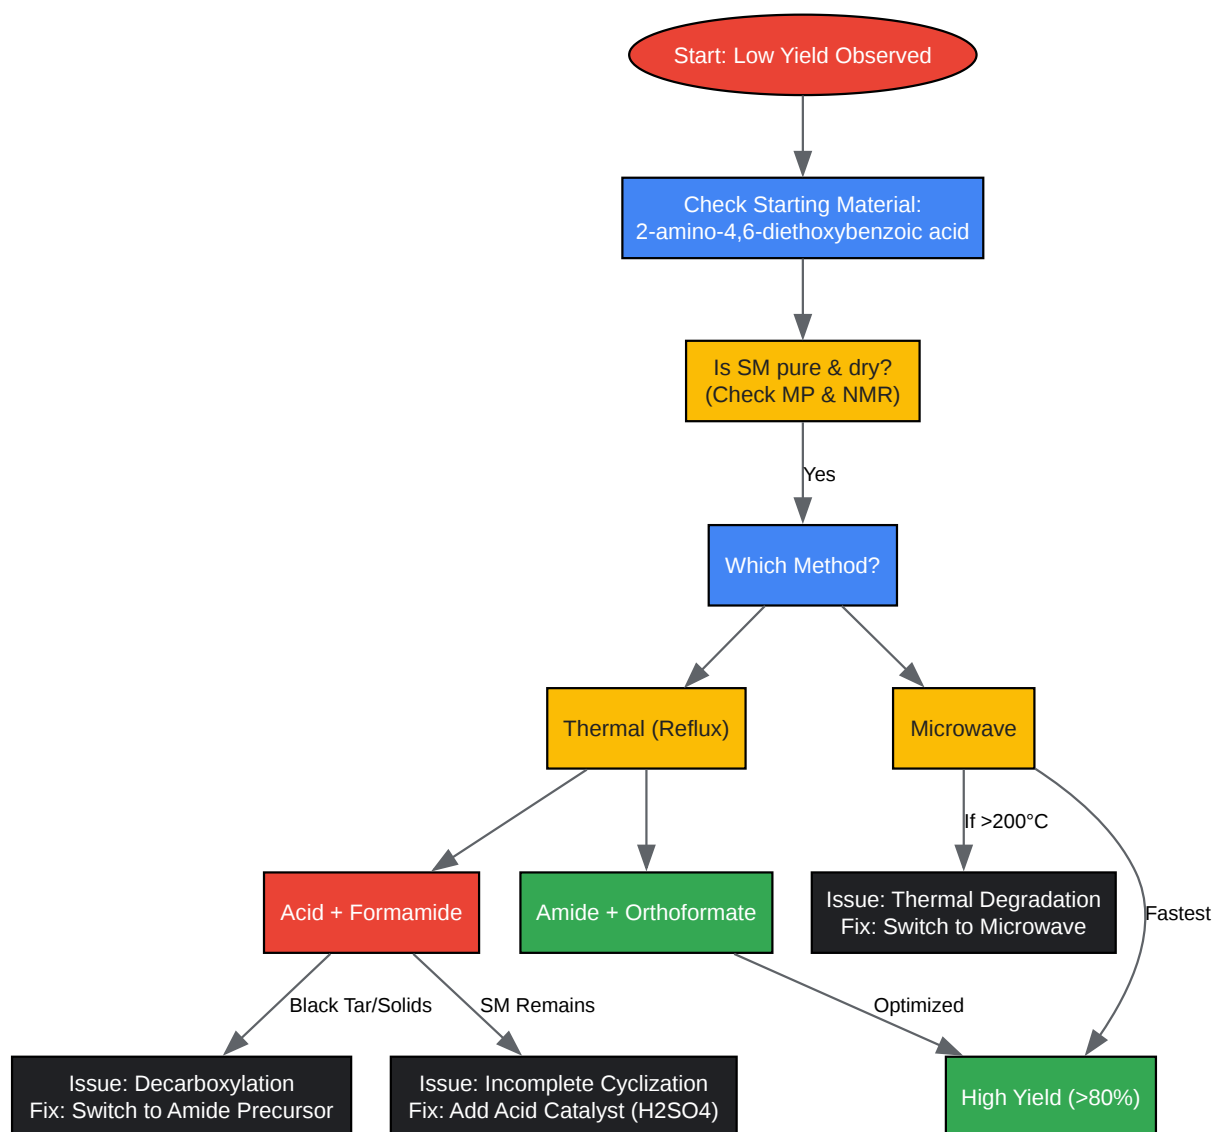 Start: Low Yield Observed
Check Starting Material:
2-amino-4,6-diethoxybenzoic acid
Is SM pure & dry?
(Check MP & NMR)
Yes
Which Method?
Thermal (Reflux)
Microwave
If >200°C
Acid + Formamide
Amide + Orthoformate
Issue: Thermal Degradation
Fix: Switch to Microwave
Fastest
Black Tar/Solids
SM Remains
Optimized
Issue: Decarboxylation
Fix: Switch to Amide Precursor
Issue: Incomplete Cyclization
Fix: Add Acid Catalyst (H2SO4)
High Yield (>80%)